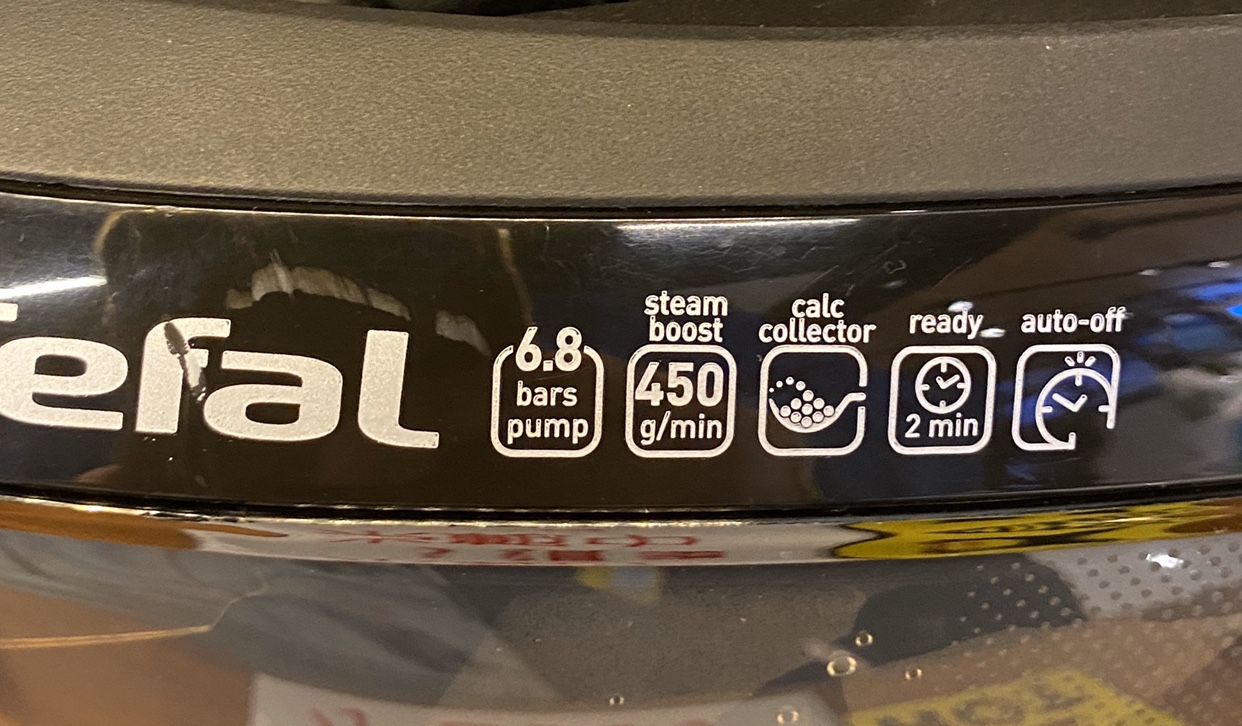 efal
6.8
bars
pump
steam
boost
450
g/min
calc
collector
ready
2 min
auto-off